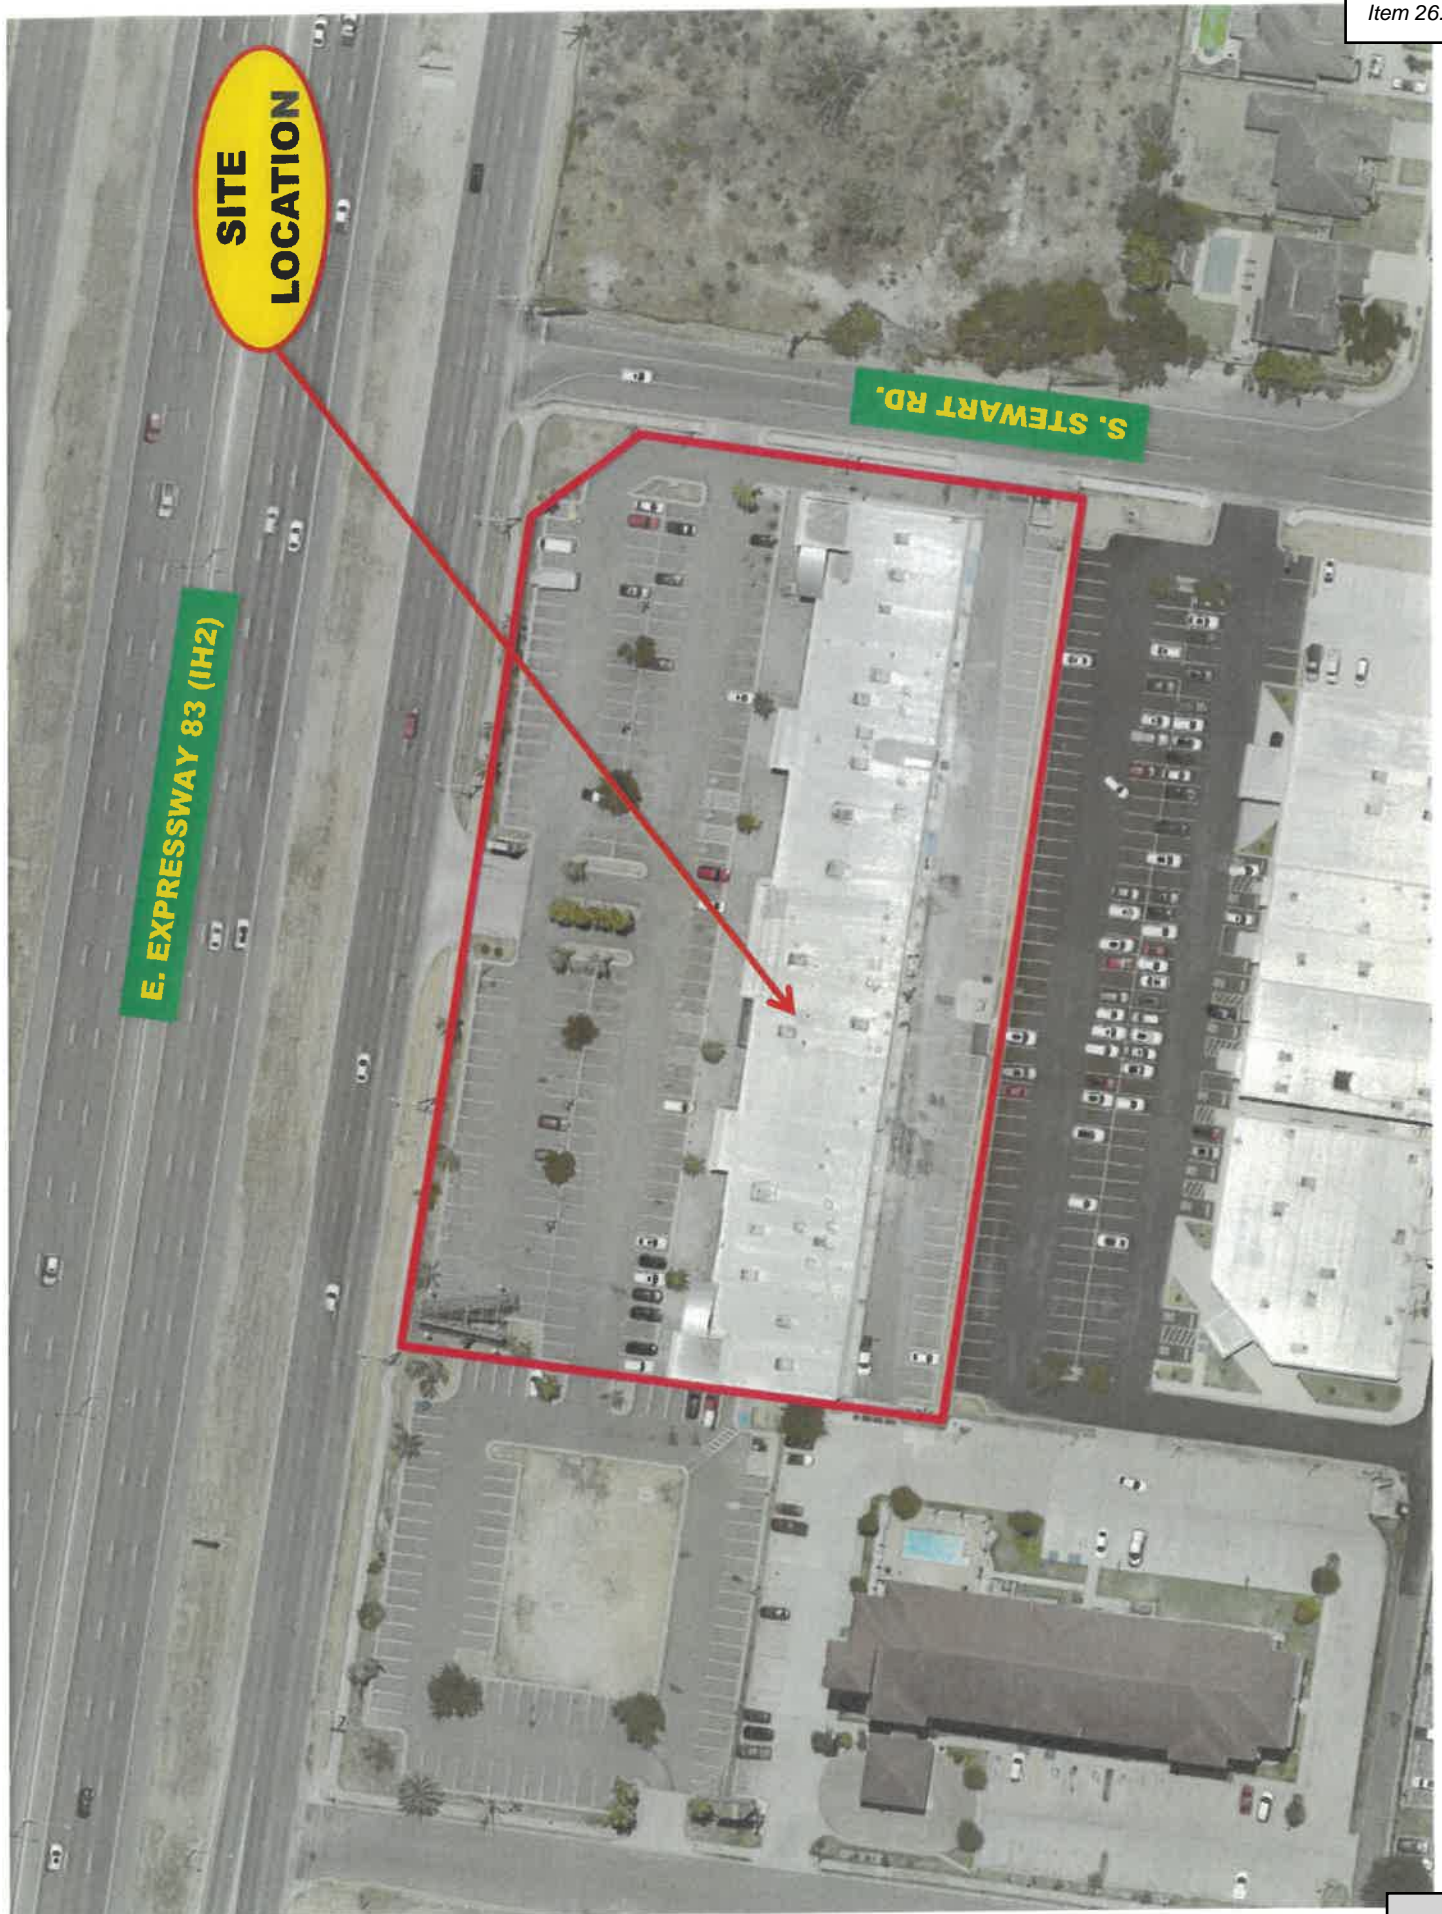 Item 26.
SITE
LOCATION
E. EXPRESSWAY 83 (IH2)
S. STEWART RD.